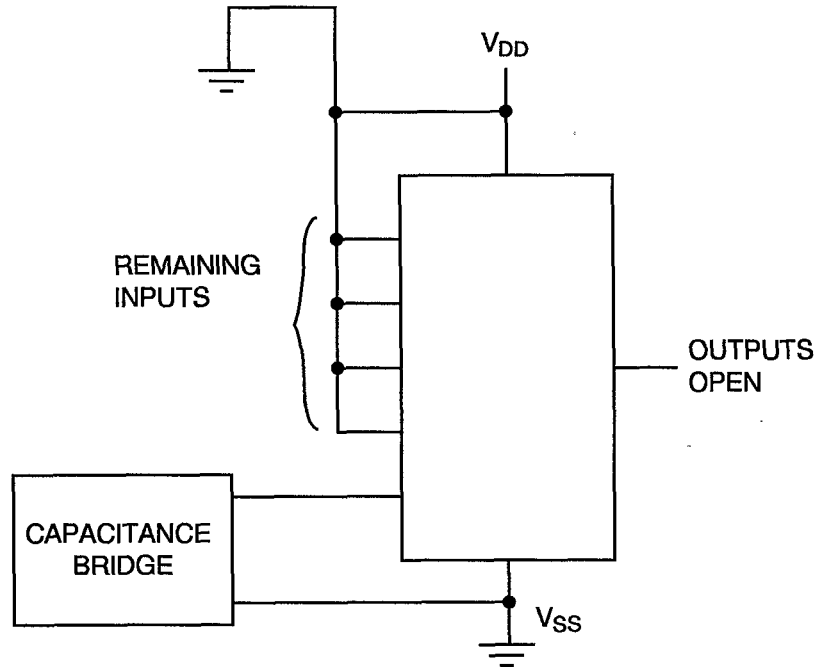 VDD
REMAINING
INPUTS
OUTPUTS
OPEN
CAPACITANCE
BRIDGE
VSS